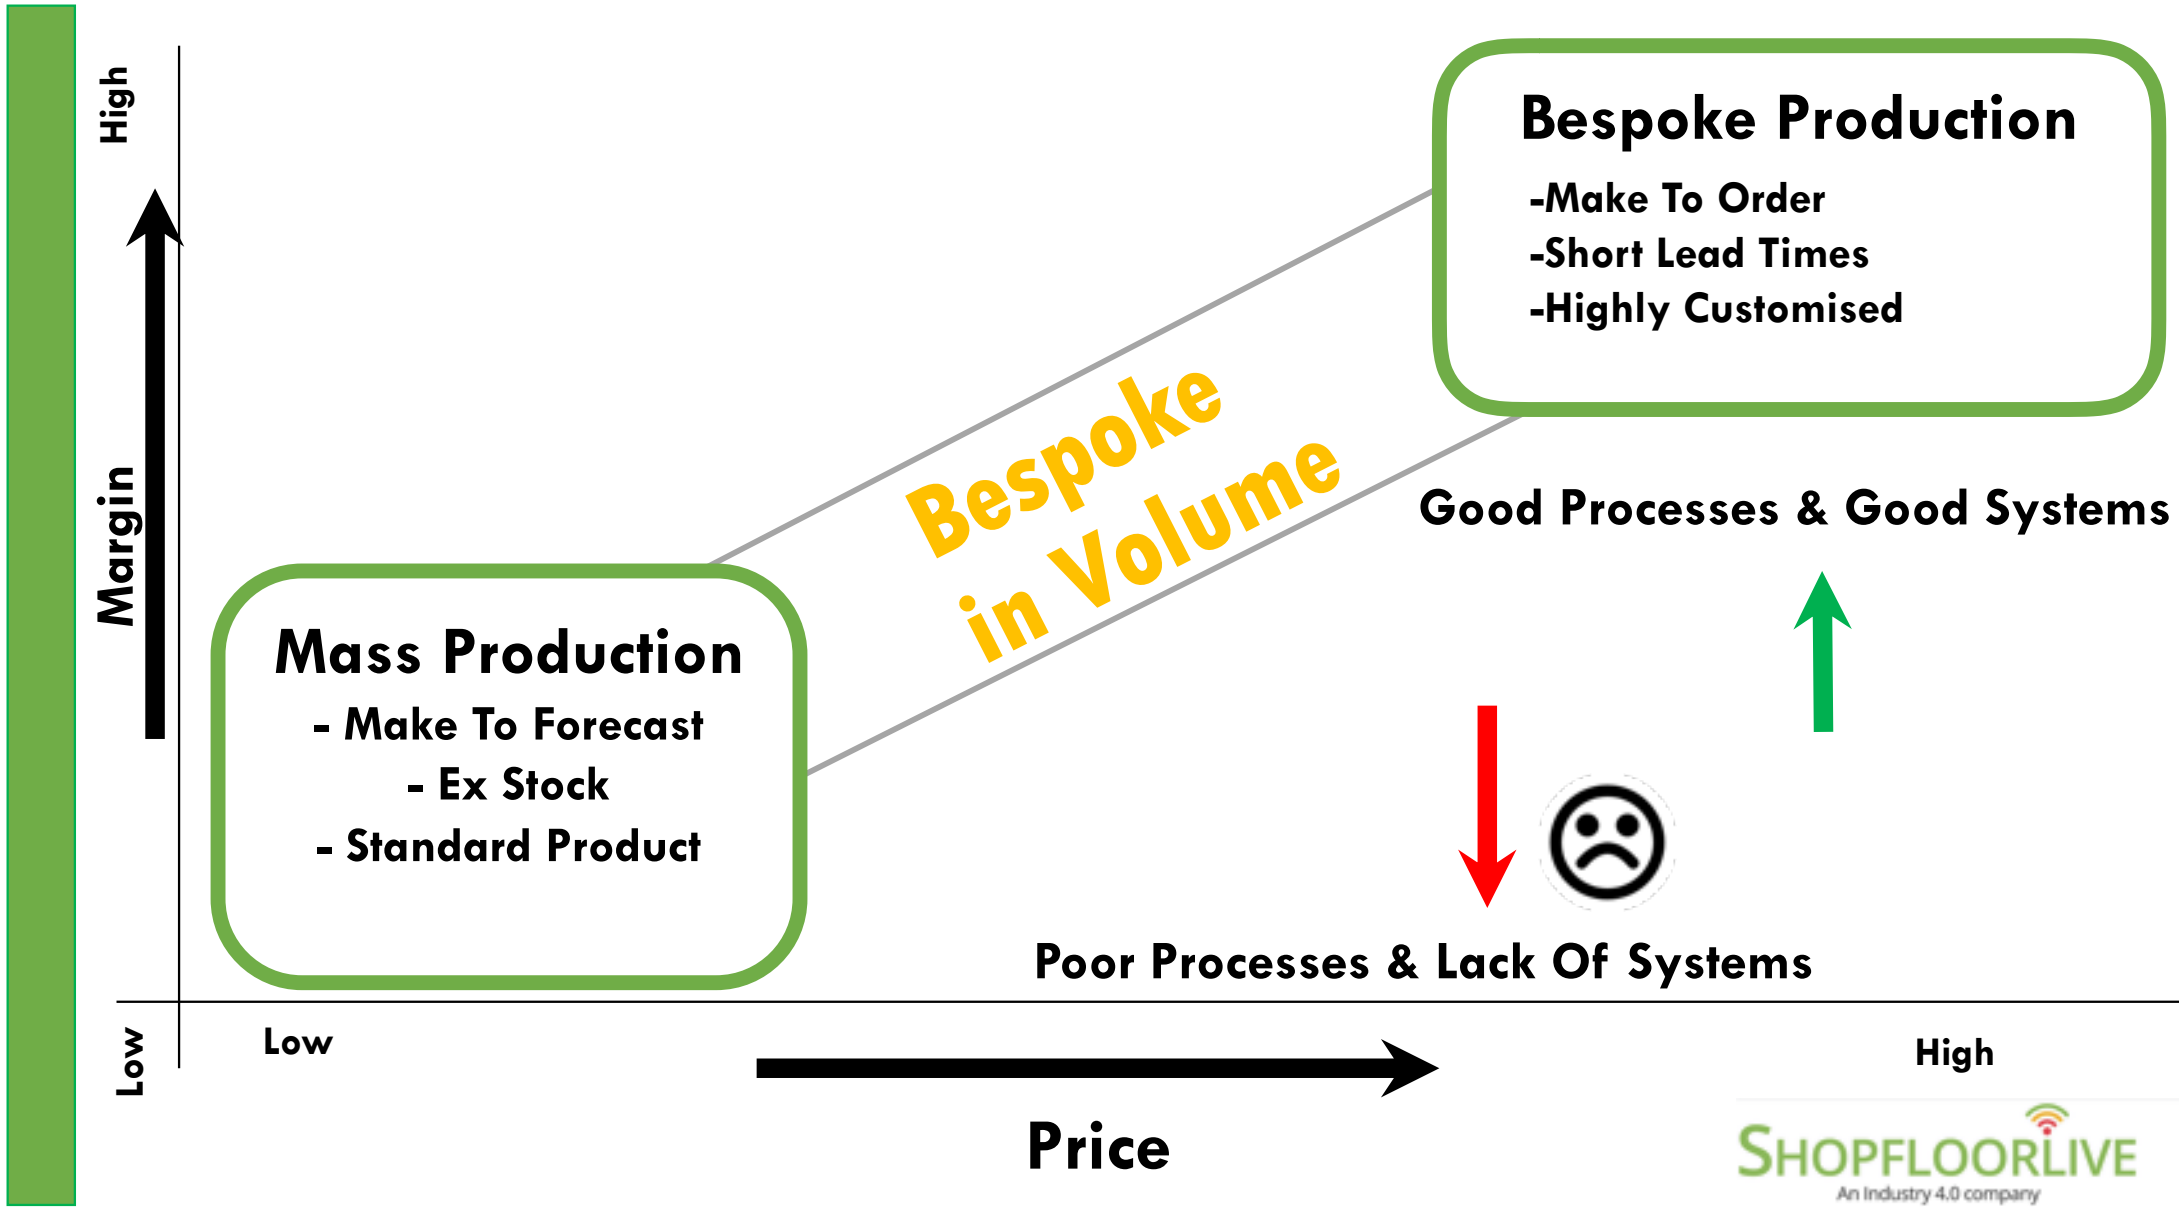 High
Margin
Low
Bespoke Production
-Make To Order
-Short Lead Times
-Highly Customised
Bespoke
in Volume
Good Processes & Good Systems
Mass Production
- Make To Forecast
- Ex Stock
- Standard Product
Poor Processes & Lack Of Systems
Low
High
Price
SHOPFLOORLIVE
An Industry 4.0 company